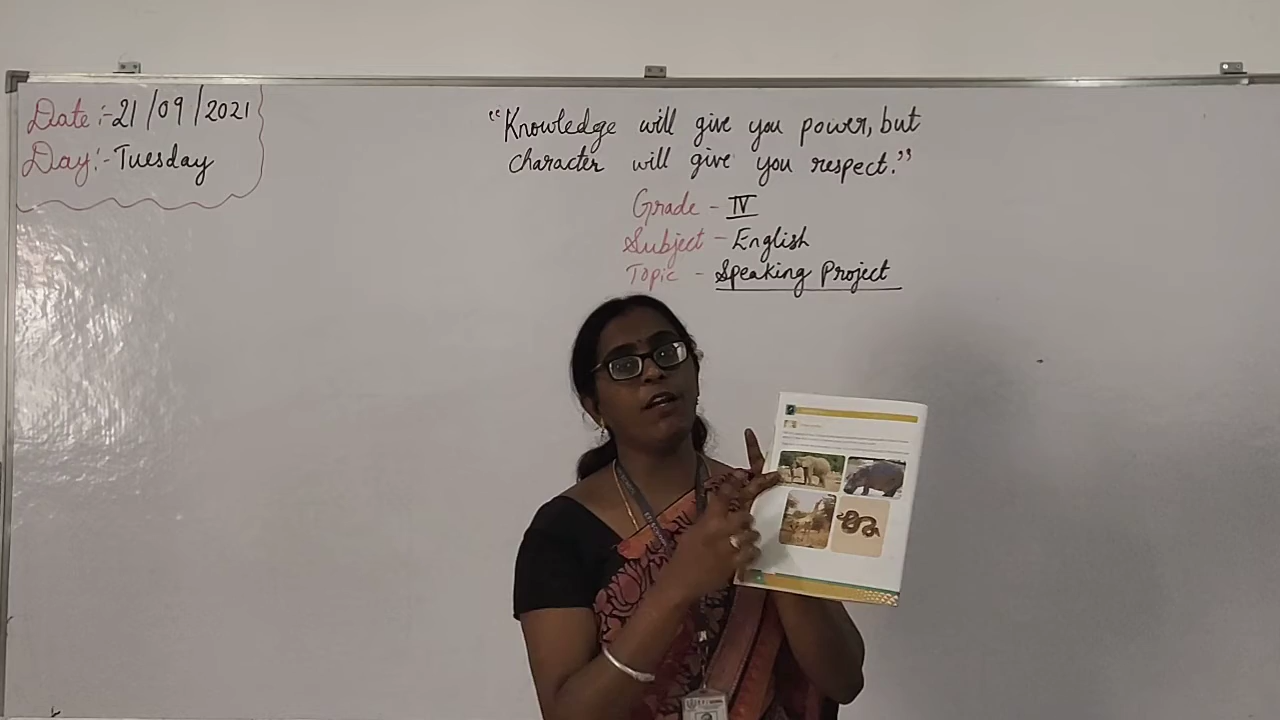 Date :- 21/09/2021
Day :- Tuesday
"Knowledge will give you power, but
character will give you respect."
Grade - IV
Subject - English
Topic - Speaking Project